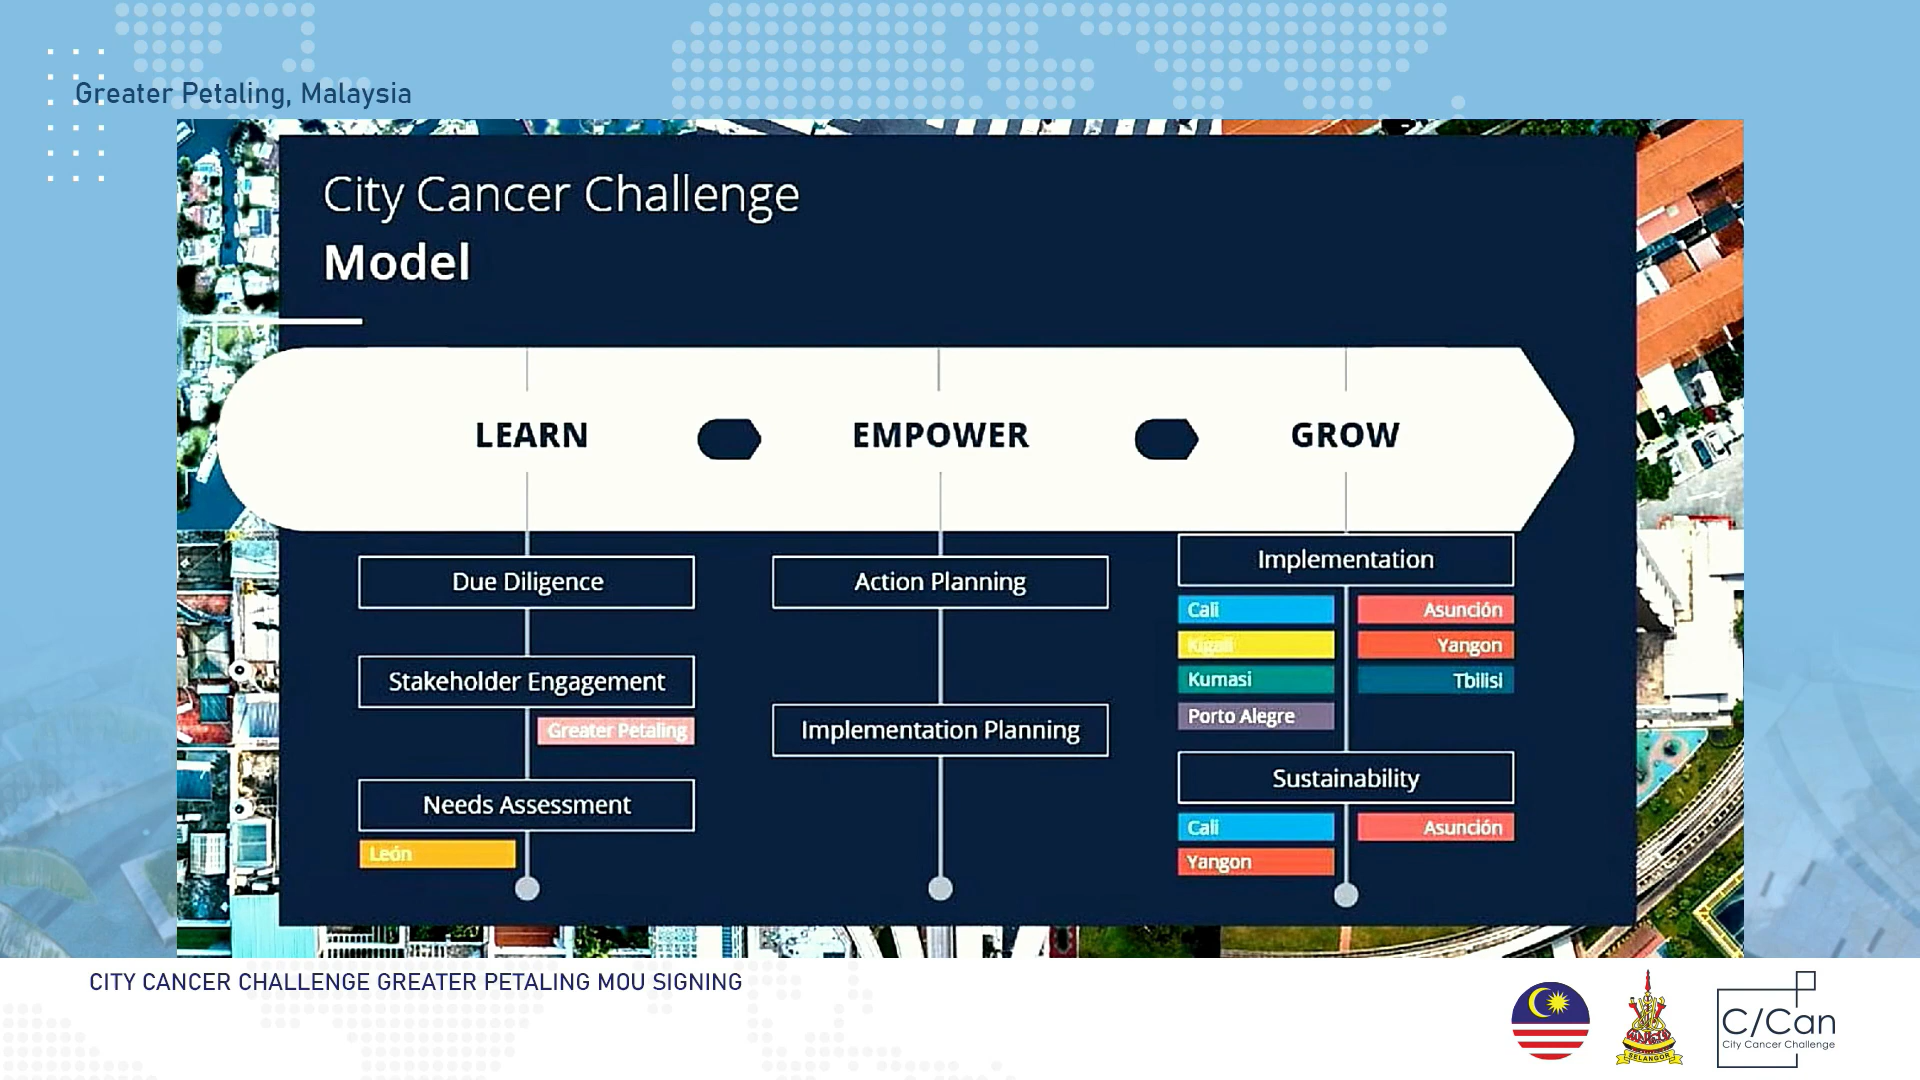 Greater Petaling, Malaysia
City Cancer Challenge
Model
LEARN
EMPOWER
GROW
Due Diligence
Stakeholder Engagement
Greater Petaling
Needs Assessment
León
Action Planning
Implementation Planning
Implementation
Cali
Asunción
Kigali
Yangon
Kumasi
Tbilisi
Porto Alegre
Sustainability
Cali
Asunción
Yangon
CITY CANCER CHALLENGE GREATER PETALING MOU SIGNING
SELANGOR
C/Can
City Cancer Challenge